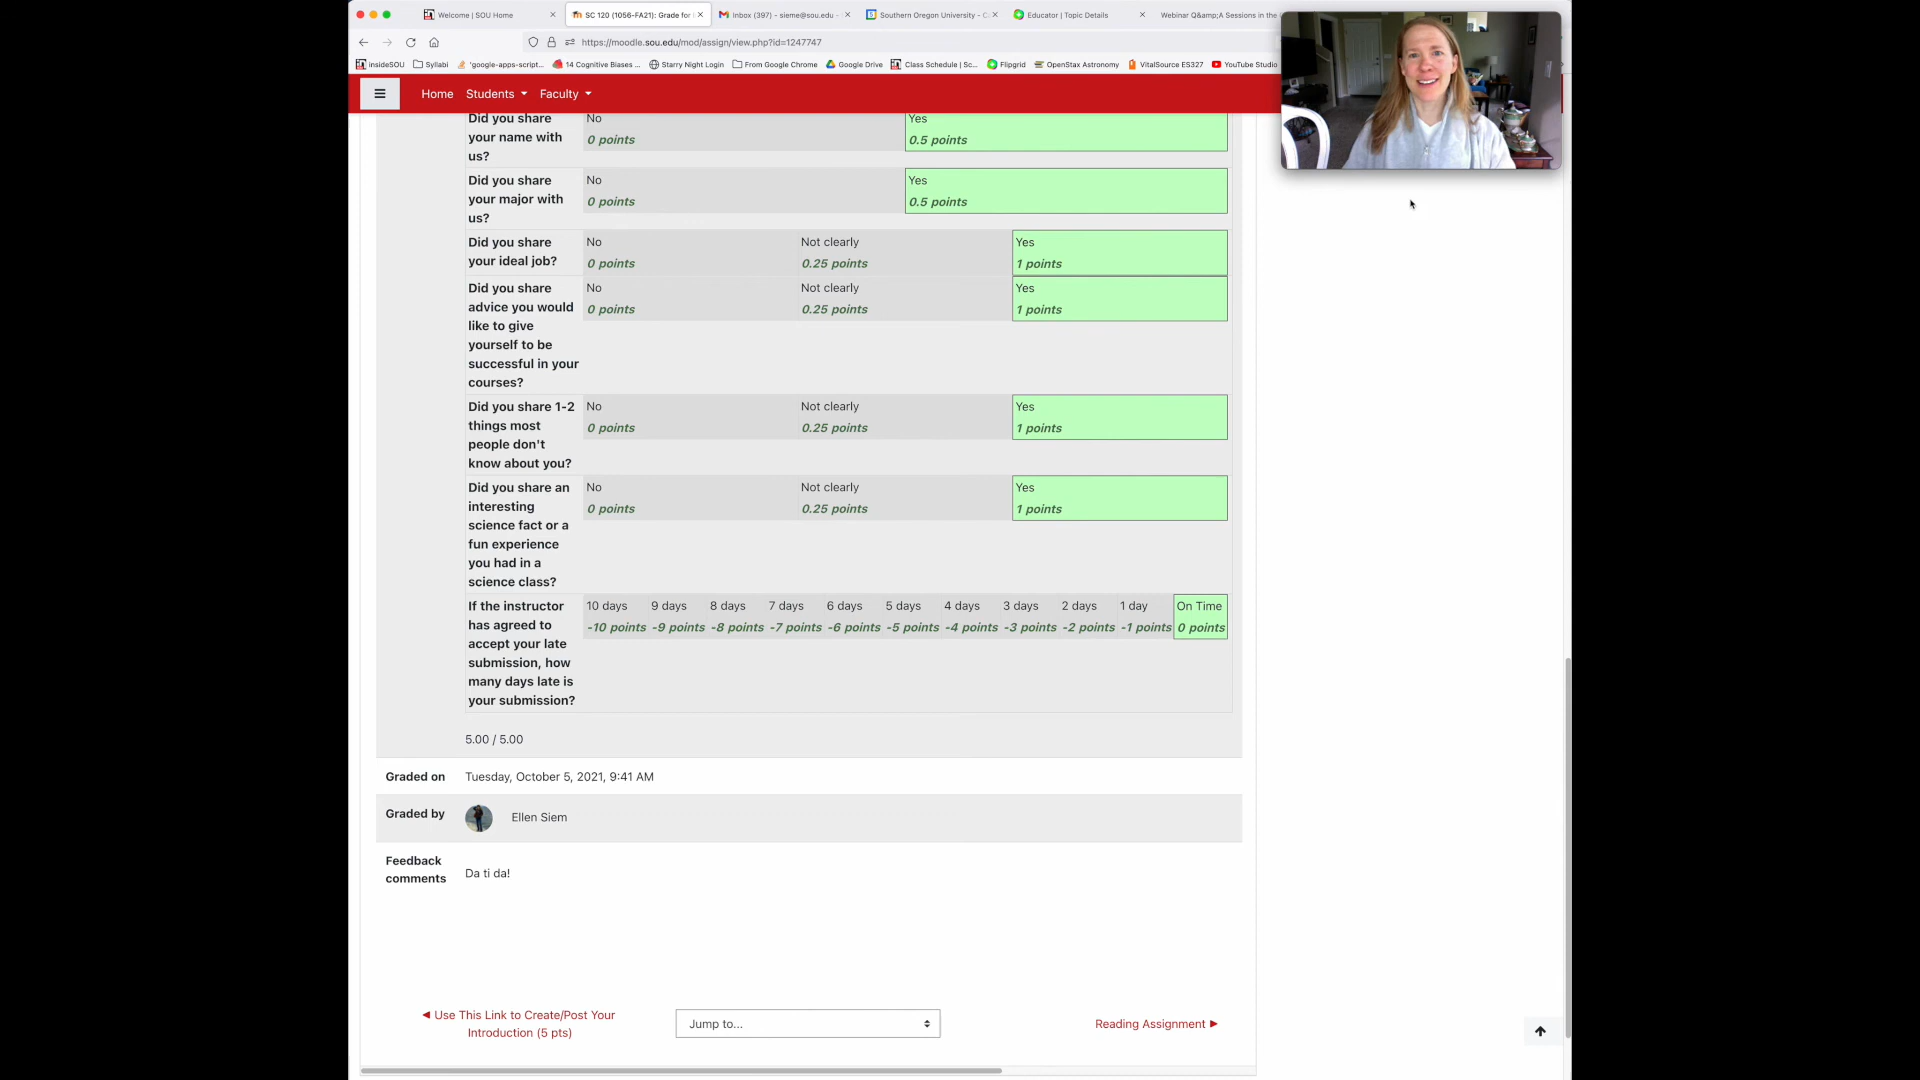 Welcome | SOU Home
SC 120 (1056-FA21): Grade for
Inbox (397) - sieme@sou.edu -
Southern Oregon University - C
Educator | Topic Details
Webinar Q&amp;A Sessions in the
https://moodle.sou.edu/mod/assign/view.php?id=1247747
insideSOU
Syllabi
'google-apps-script...
14 Cognitive Biases ...
Starry Night Login
From Google Chrome
Google Drive
Class Schedule | Sc...
Flipgrid
OpenStax Astronomy
VitalSource ES327
YouTube Studio
Home
Students
Faculty
Did you share
your name with
us?
No
0 points
Yes
0.5 points
Did you share
your major with
us?
No
0 points
Yes
0.5 points
Did you share
your ideal job?
No
0 points
Not clearly
0.25 points
Yes
1 points
Did you share
advice you would
like to give
yourself to be
successful in your
courses?
No
0 points
Not clearly
0.25 points
Yes
1 points
Did you share 1-2
things most
people don't
know about you?
No
0 points
Not clearly
0.25 points
Yes
1 points
Did you share an
interesting
science fact or a
fun experience
you had in a
science class?
No
0 points
Not clearly
0.25 points
Yes
1 points
If the instructor
has agreed to
accept your late
submission, how
many days late is
your submission?
10 days
-10 points
9 days
-9 points
8 days
-8 points
7 days
-7 points
6 days
-6 points
5 days
-5 points
4 days
-4 points
3 days
-3 points
2 days
-2 points
1 day
-1 points
On Time
0 points
5.00 / 5.00
Graded on
Tuesday, October 5, 2021, 9:41 AM
Graded by
Ellen Siem
Feedback
comments
Da ti da!
◀ Use This Link to Create/Post Your
Introduction (5 pts)
Jump to...
Reading Assignment ▶